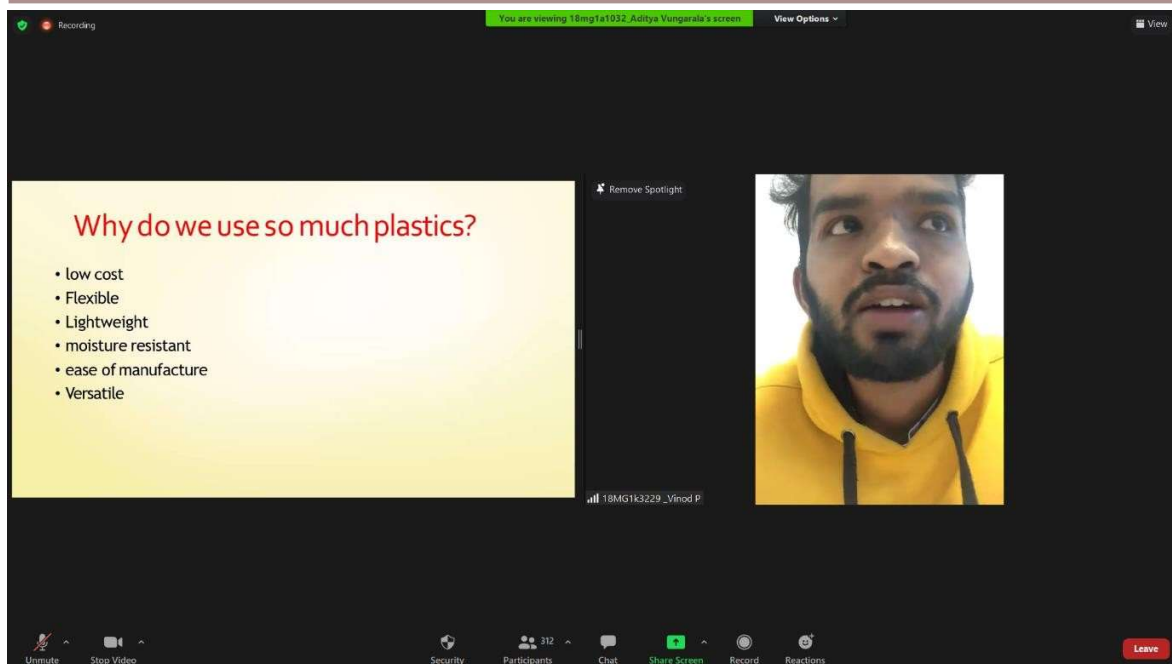 Recording
You are viewing 18mg1a1032_Aditya Vungarala's screen
View Options
View
Why do we use so much plastics?
• low cost
• Flexible
• Lightweight
• moisture resistant
• ease of manufacture
• Versatile
Remove Spotlight
18MG1k3229 _Vinod P
Unmute
Stop Video
Security
312
Participants
Chat
Share Screen
Record
Reactions
Leave